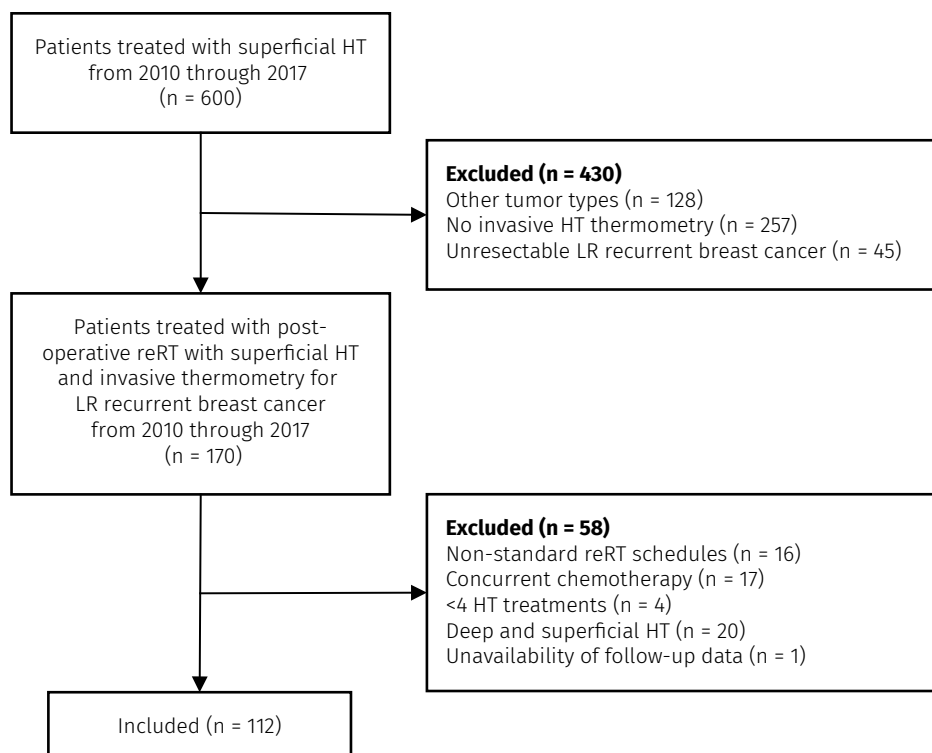 Patients treated with superficial HT
from 2010 through 2017
(n = 600)
Excluded (n = 430)
Other tumor types (n = 128)
No invasive HT thermometry (n = 257)
Unresectable LR recurrent breast cancer (n = 45)
Patients treated with post-
operative reRT with superficial HT
and invasive thermometry for
LR recurrent breast cancer
from 2010 through 2017
(n = 170)
Excluded (n = 58)
Non-standard reRT schedules (n = 16)
Concurrent chemotherapy (n = 17)
<4 HT treatments (n = 4)
Deep and superficial HT (n = 20)
Unavailability of follow-up data (n = 1)
Included (n = 112)